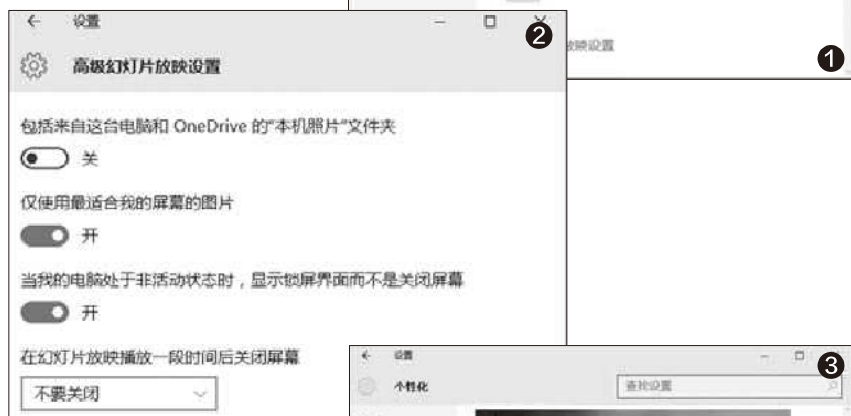 设置
2
高级幻灯片放映设置
放映设置
1
包括来自这台电脑和 OneDrive 的“本机照片”文件夹
关
仅使用最适合我的屏幕的图片
开
当我的电脑处于非活动状态时，显示锁屏界面而不是关闭屏幕
开
在幻灯片放映播放一段时间后关闭屏幕
不要关闭
设置
3
个性化
查找设置